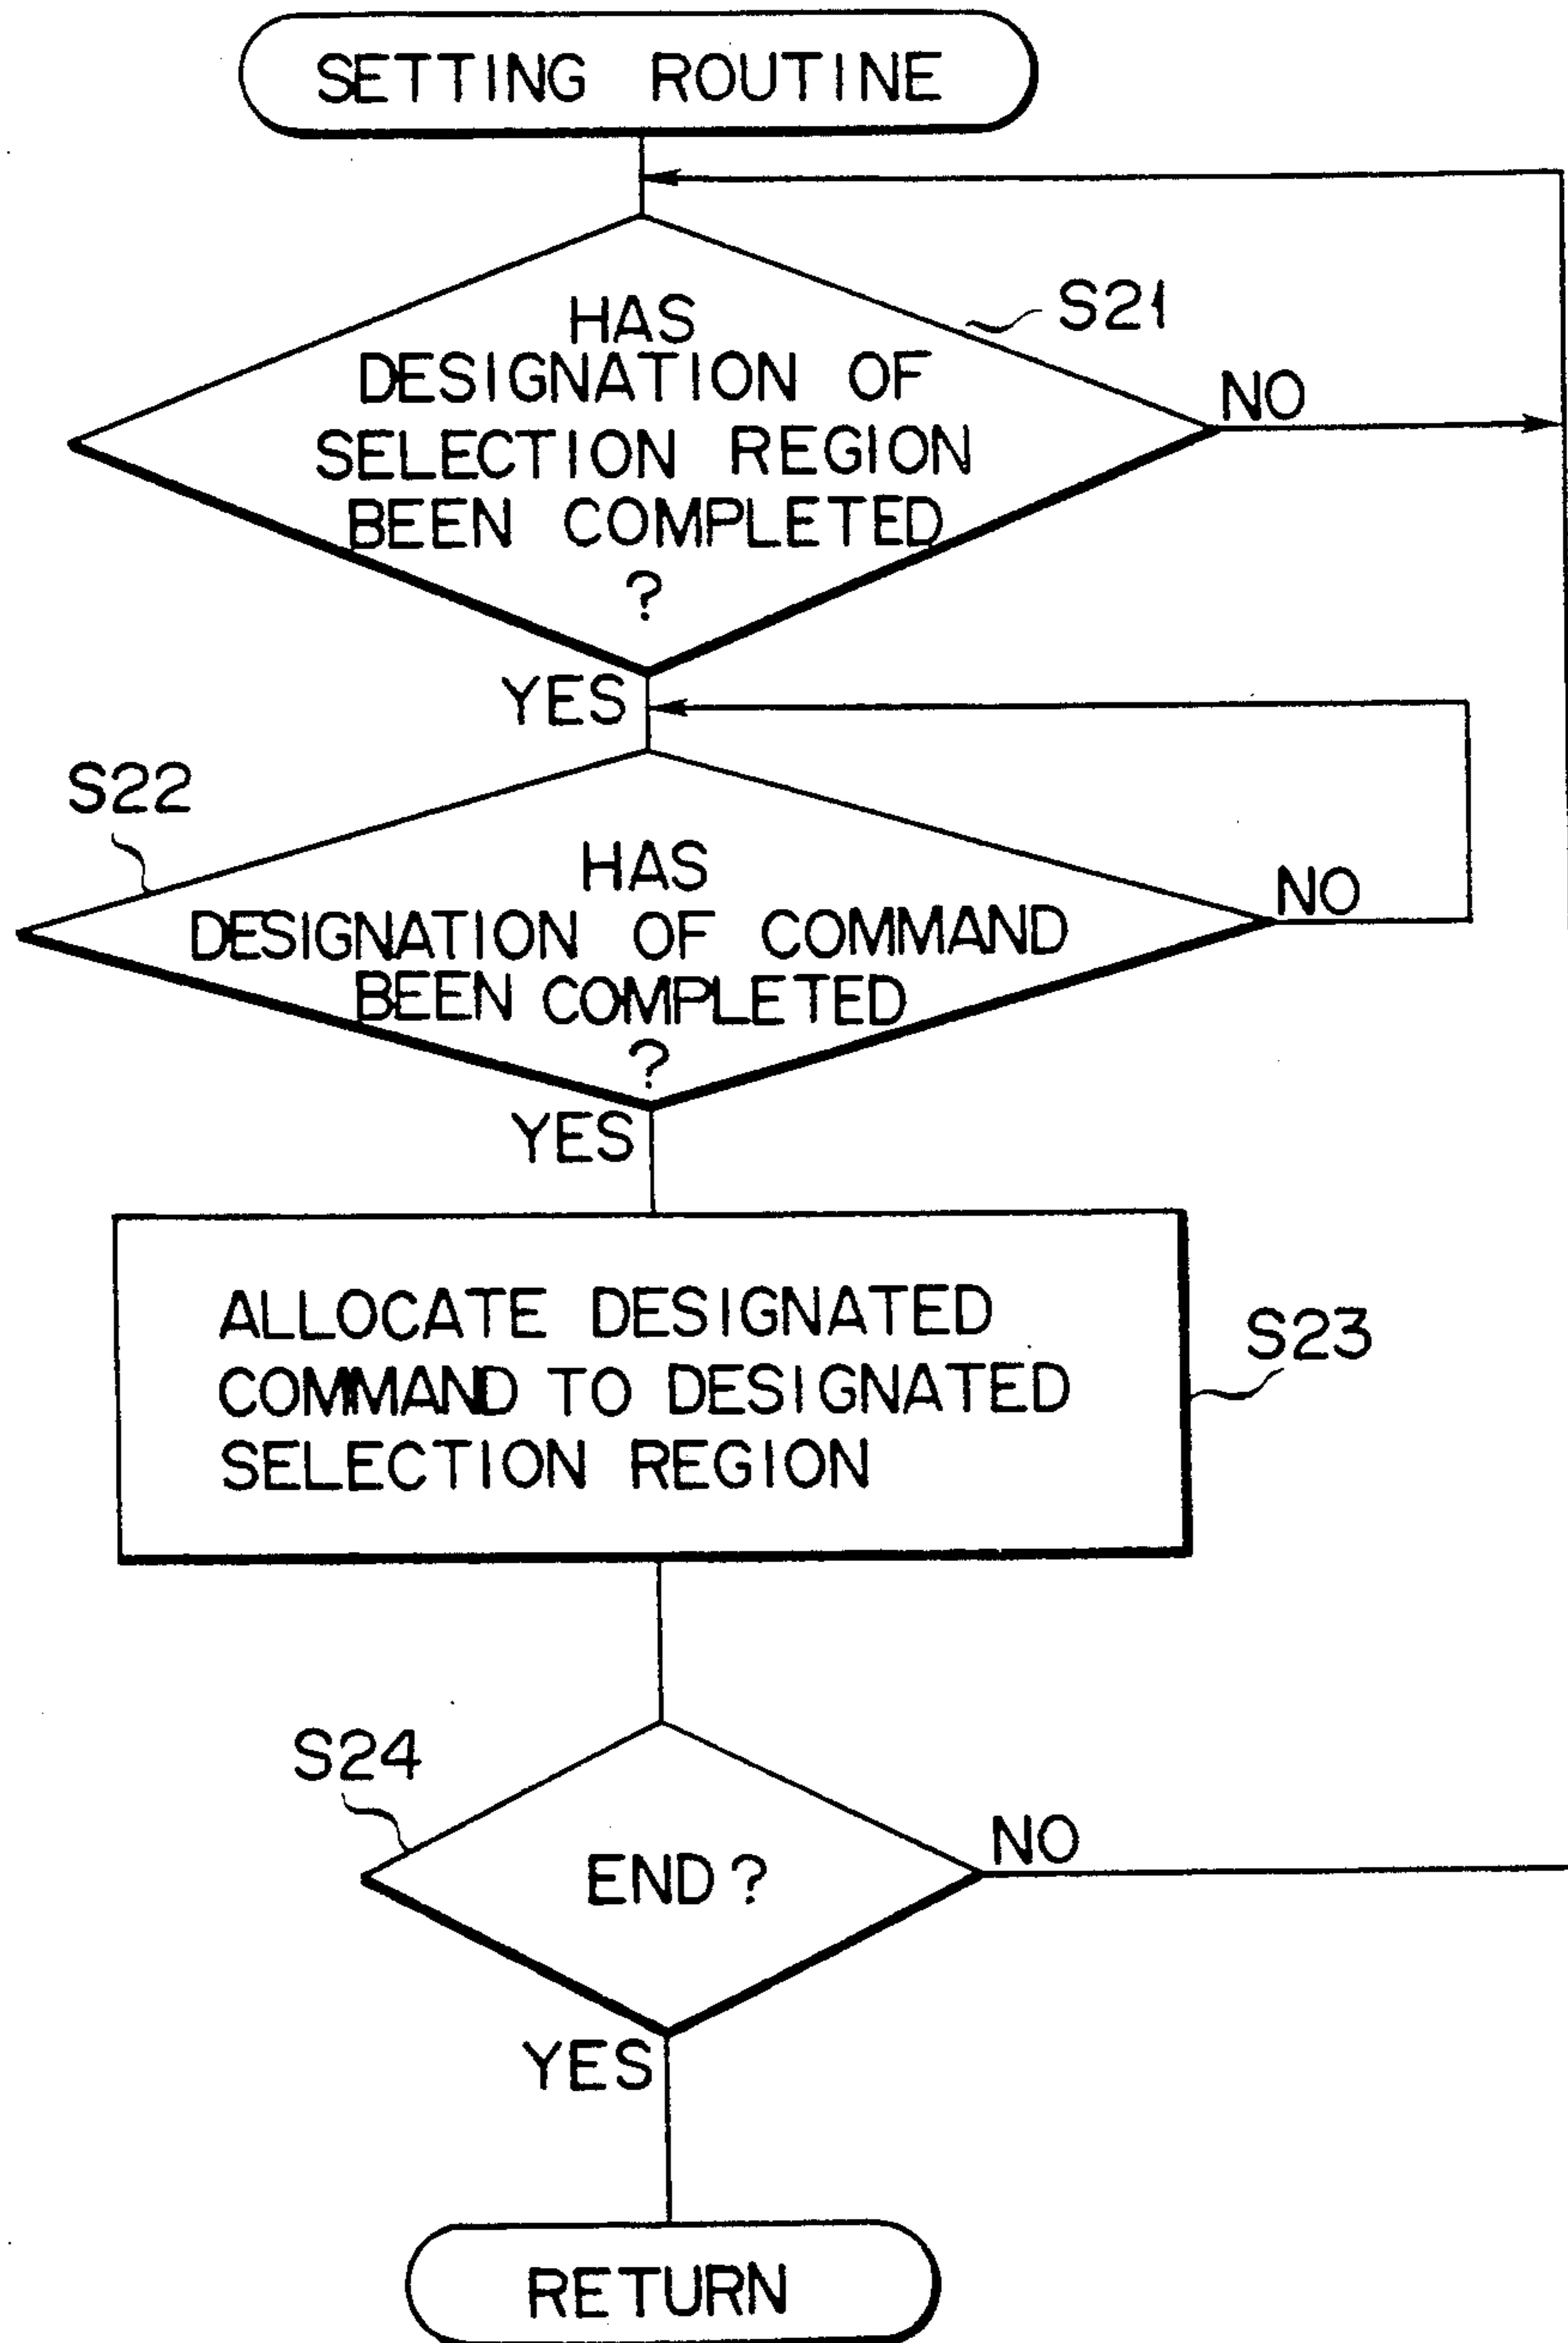 SETTING ROUTINE
HAS
DESIGNATION OF
SELECTION REGION
BEEN COMPLETED
?
S21
NO
YES
S22
HAS
DESIGNATION OF COMMAND
BEEN COMPLETED
?
NO
YES
ALLOCATE DESIGNATED
COMMAND TO DESIGNATED
SELECTION REGION
S23
S24
END?
NO
YES
RETURN